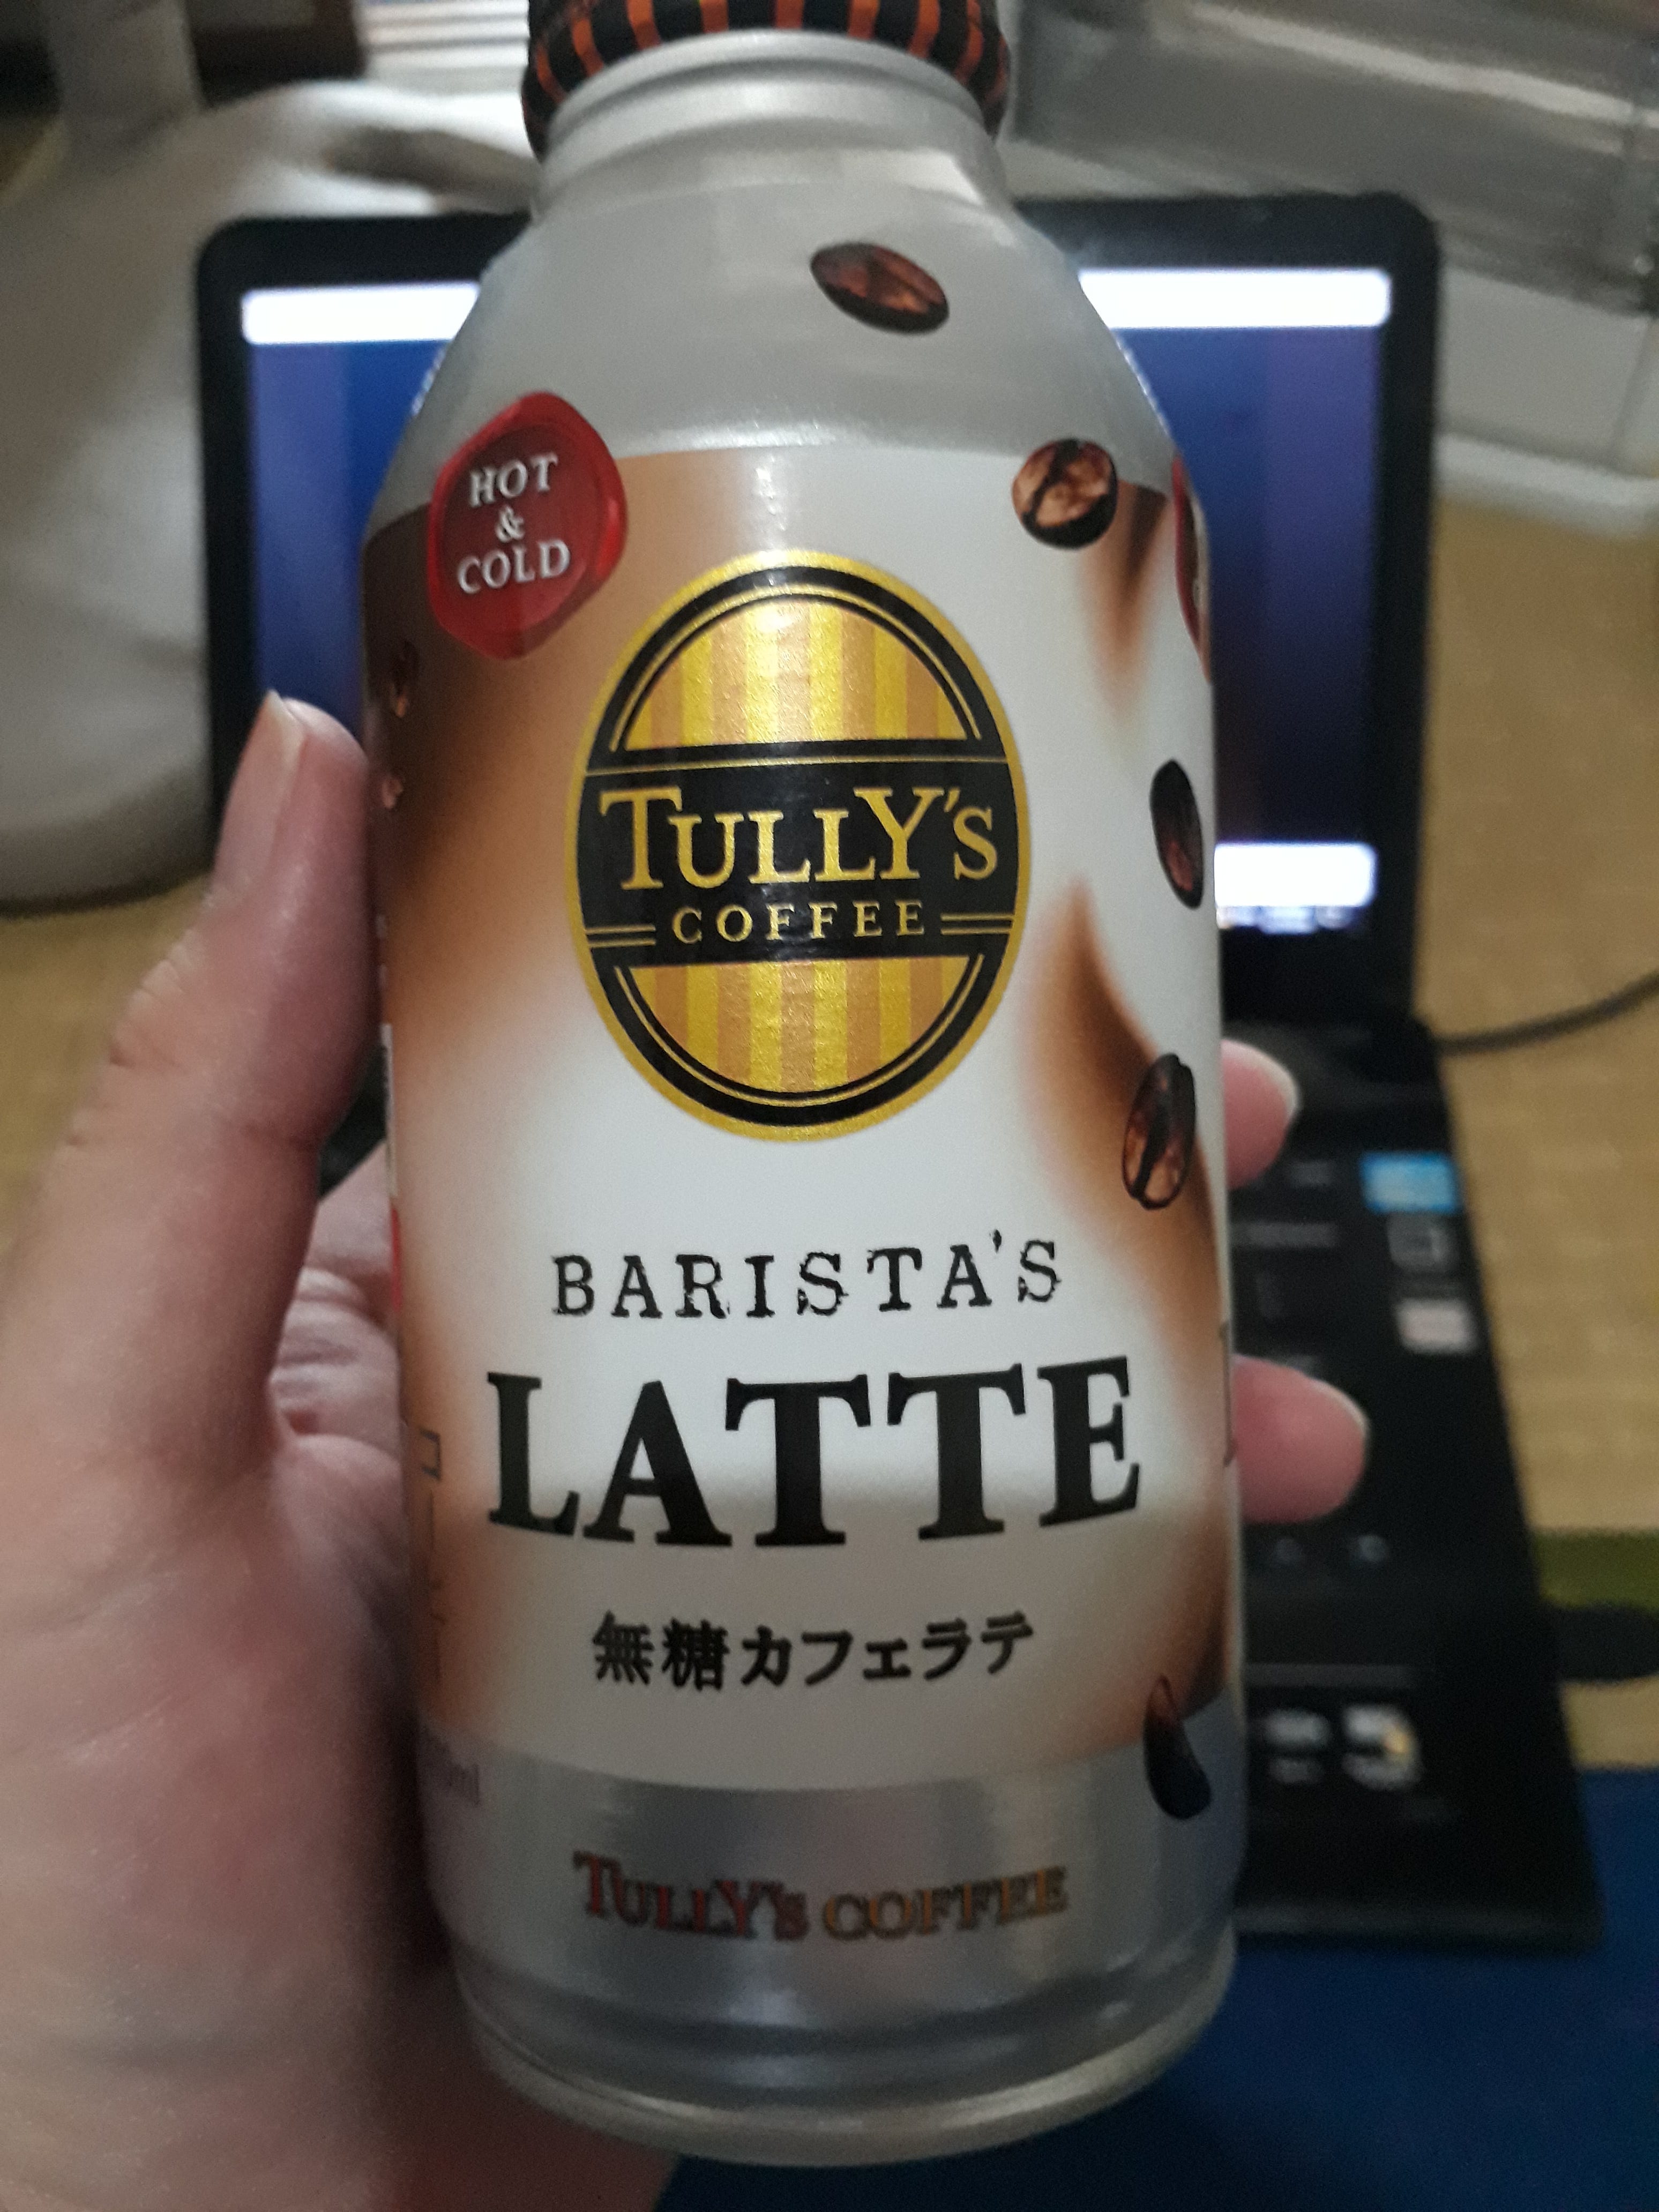 HOT
&
COLD
TULLY'S
COFFEE
BARISTA'S
LATTE
無糖カフェラテ
TULLY'S COFFEE